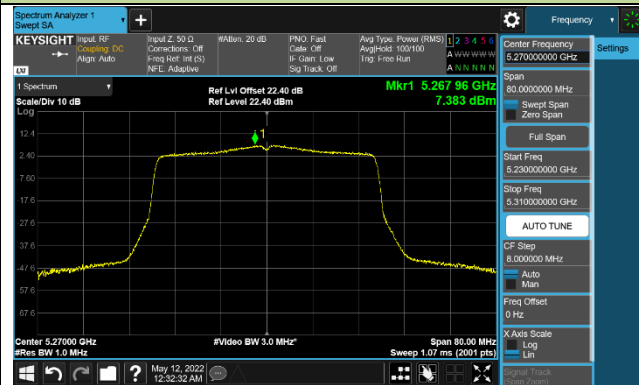 Spectrum Analyzer 1
Swept SA
+
Frequency
KEYSIGHT
Input: RF
Coupling: DC
Align: Auto
Input Z: 50 Ω
Corrections: Off
Freq Ref: Int (S)
NFE: Adaptive
#Atten: 20 dB
PNO: Fast
Gate: Off
IF Gain: Low
Sig Track: Off
Avg Type: Power (RMS)
Avg|Hold: 100/100
Trig: Free Run
1 2 3 4 5 6
A W W W W W
A N N N N N
LXI
1 Spectrum
Scale/Div 10 dB
Log
Ref Lvl Offset 22.40 dB
Ref Level 22.40 dBm
Mkr1 5.267 96 GHz
7.383 dBm
1
12.4
2.40
-7.60
-17.6
-27.6
-37.6
-47.6
-57.6
-67.6
Center 5.27000 GHz
#Res BW 1.0 MHz
#Video BW 3.0 MHz*
Span 80.00 MHz
Sweep 1.07 ms (2001 pts)
?
May 12, 2022
12:32:32 AM
Center Frequency
5.270000000 GHz
Span
80.0000000 MHz
Swept Span
Zero Span
Full Span
Start Freq
5.230000000 GHz
Stop Freq
5.310000000 GHz
AUTO TUNE
CF Step
8.000000 MHz
Auto
Man
Freq Offset
0 Hz
X Axis Scale
Log
Lin
Signal Track
(Span Zoom)
Settings